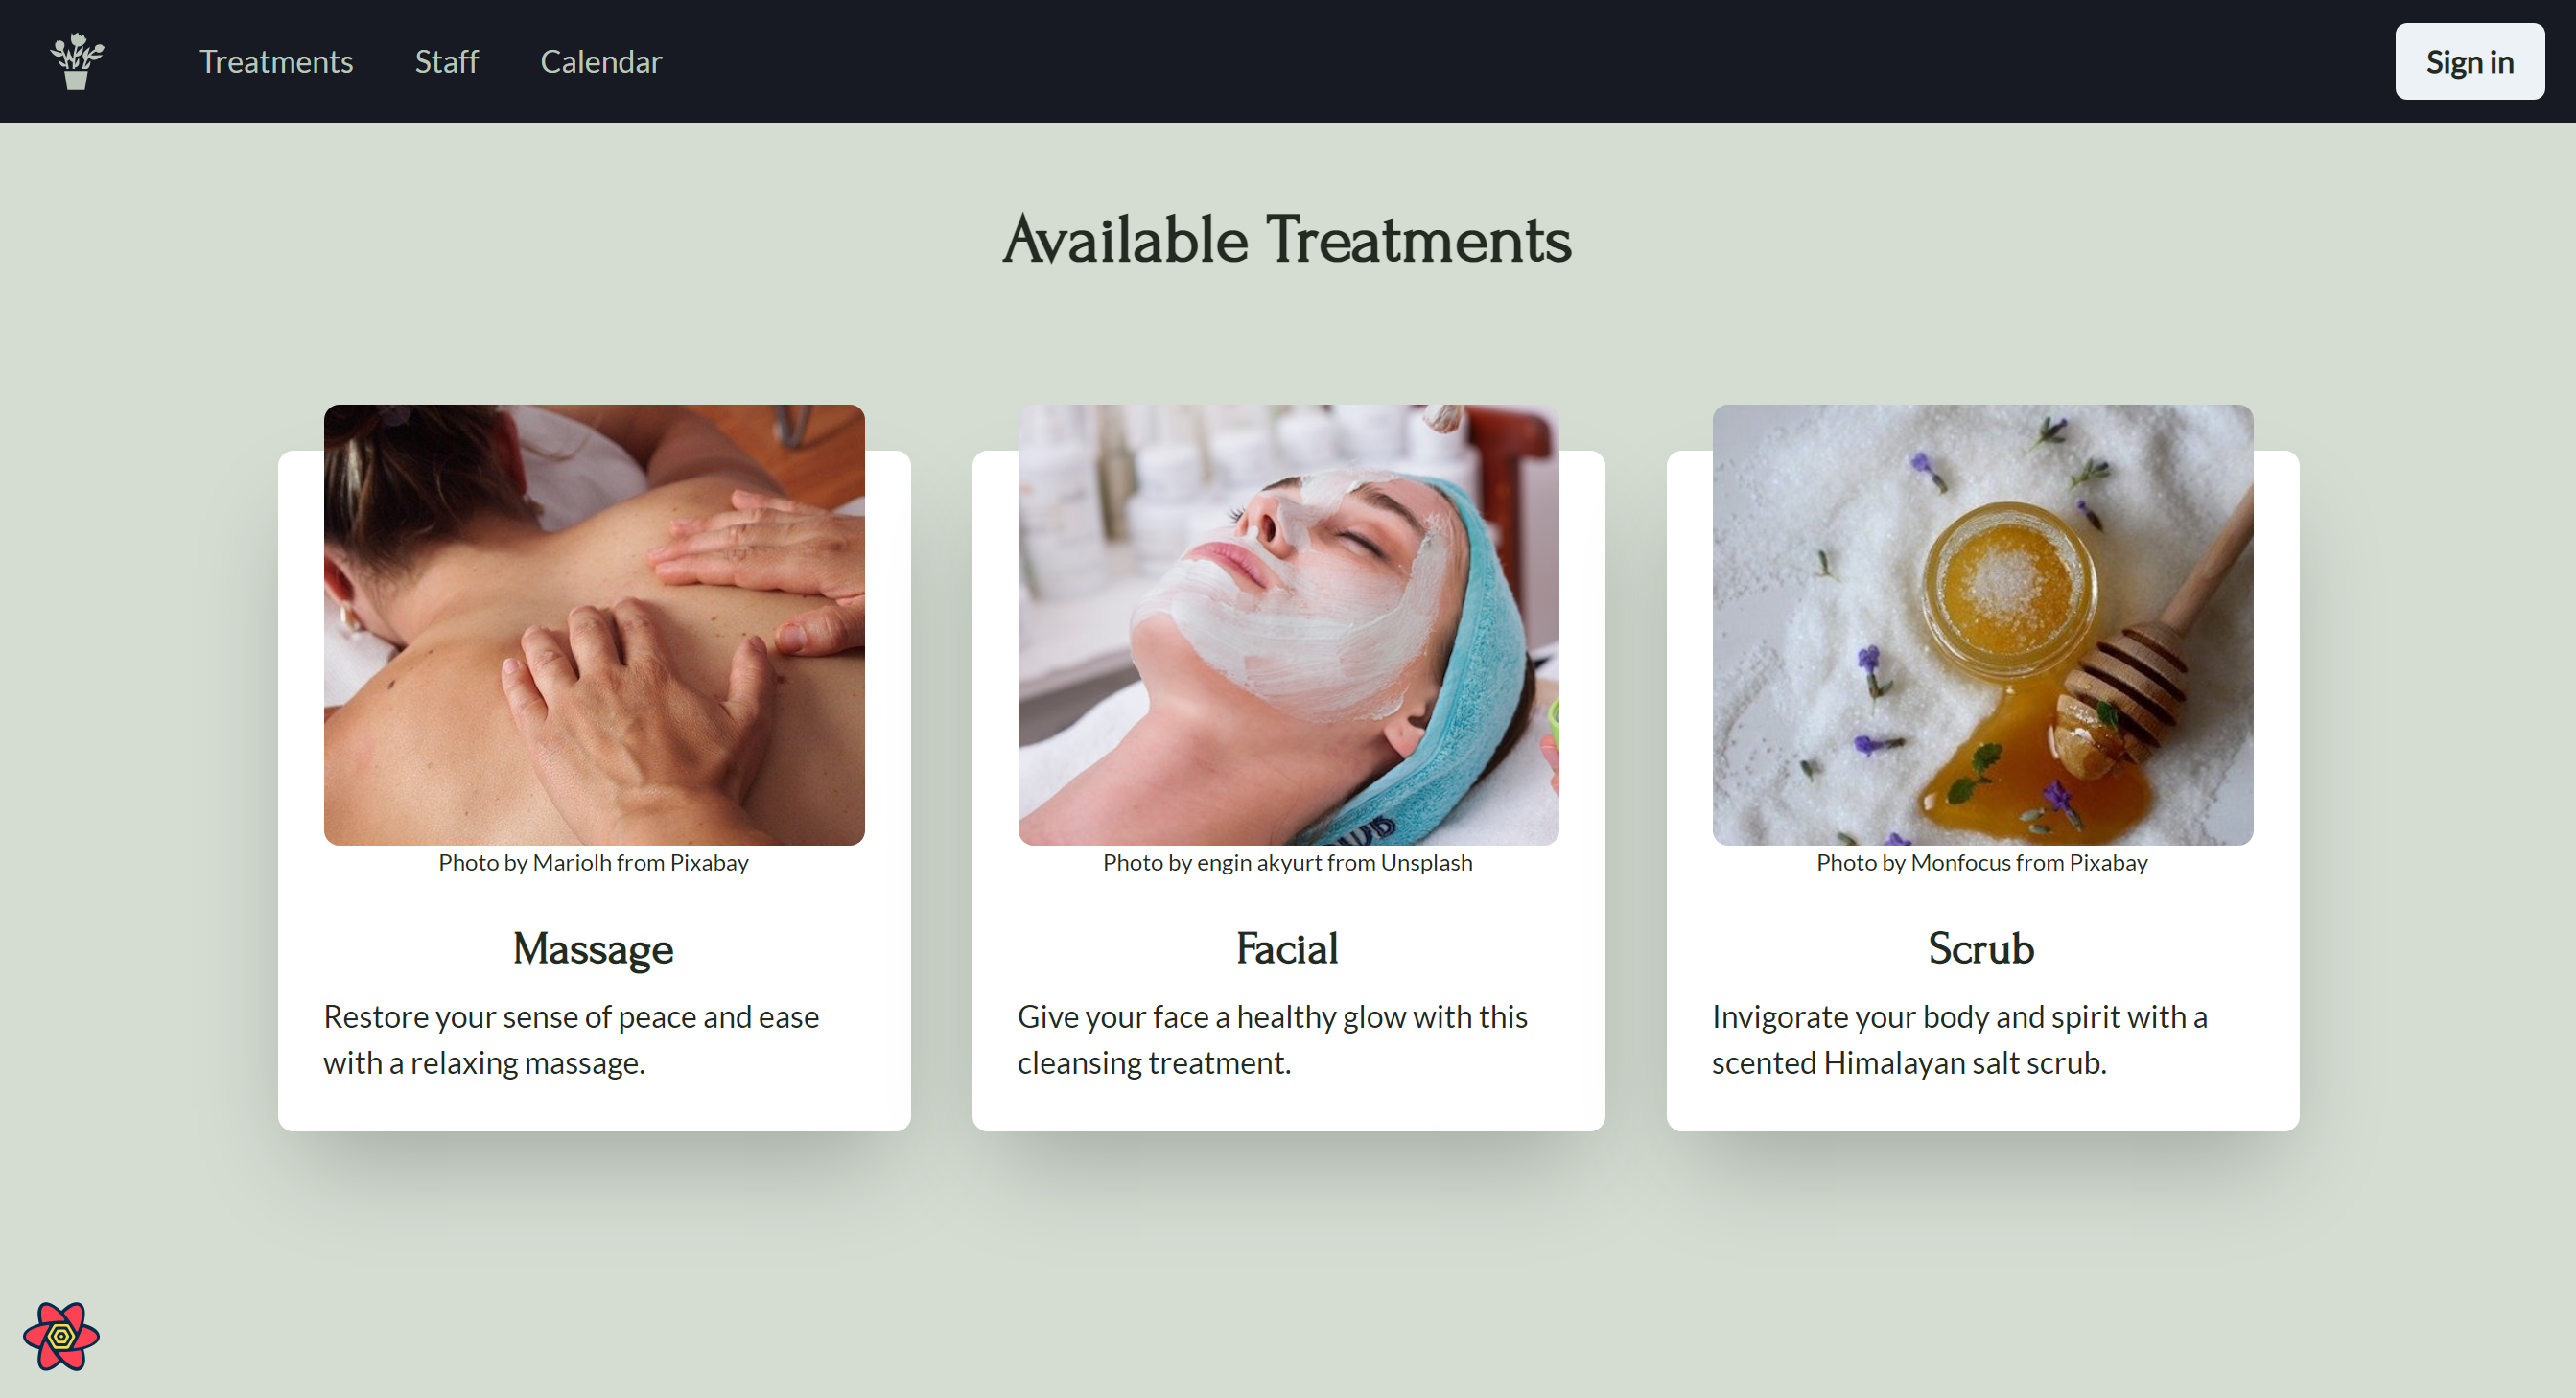 Treatments Staff Calendar Sign in
Available Treatments
Photo by Mariolh from Pixabay
Photo by engin akyurt from Unsplash
Photo by Monfocus from Pixabay
Massage
Facial
Scrub
Restore your sense of peace and ease
with a relaxing massage.
Give your face a healthy glow with this
cleansing treatment.
Invigorate your body and spirit with a
scented Himalayan salt scrub.